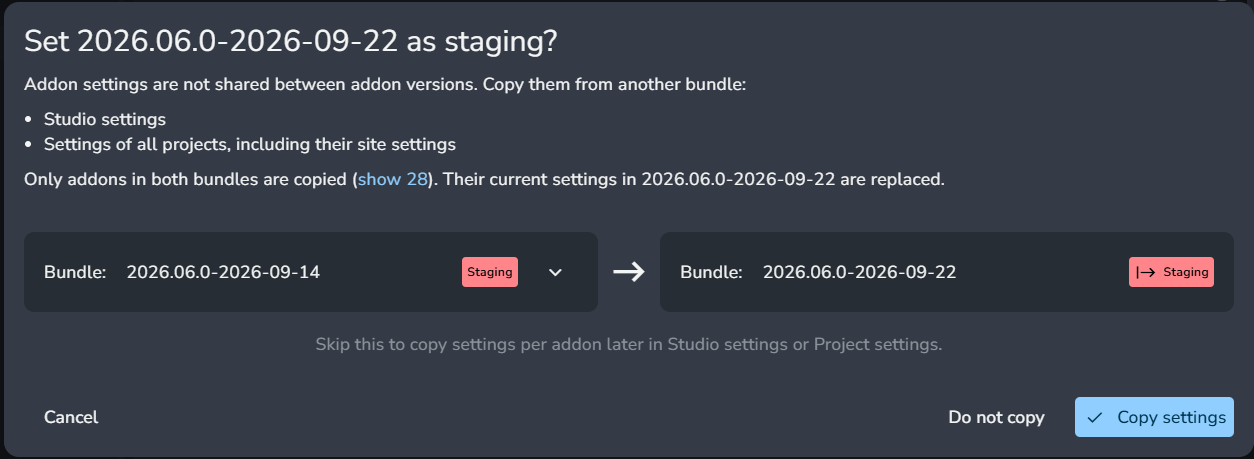 Set 2026.06.0-2026-09-22 as staging?
Addon settings are not shared between addon versions. Copy them from another bundle:
• Studio settings
• Settings of all projects, including their site settings
Only addons in both bundles are copied (show 28). Their current settings in 2026.06.0-2026-09-22 are replaced.
Bundle: 2026.06.0-2026-09-14 Staging → Bundle: 2026.06.0-2026-09-22 |→ Staging
Skip this to copy settings per addon later in Studio settings or Project settings.
Cancel Do not copy ✓ Copy settings